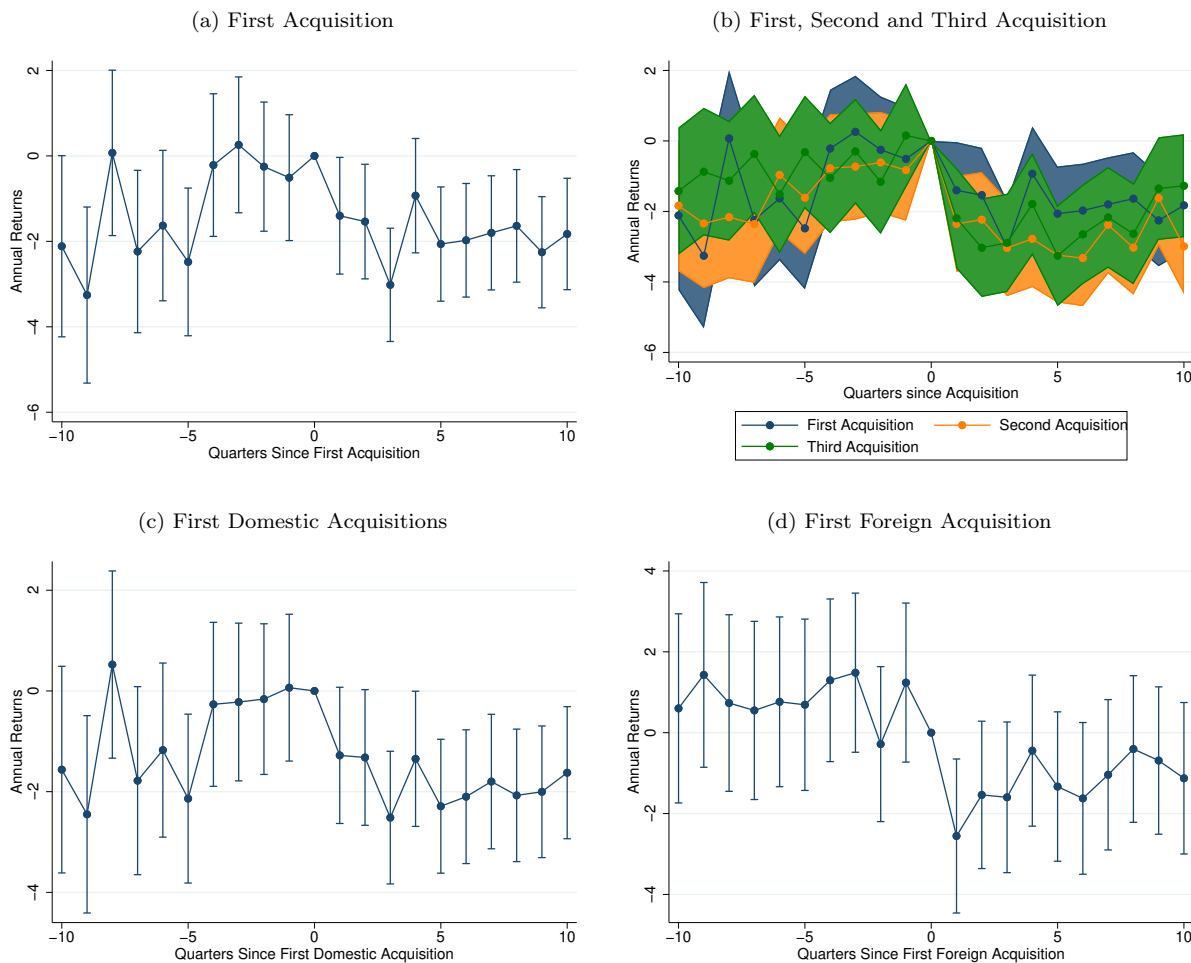 (a) First Acquisition
Annual Returns
2
0
−2
−4
−6
−10 −5 0 5 10
Quarters Since First Acquisition
(b) First, Second and Third Acquisition
Annual Returns
2
0
−2
−4
−6
−10 −5 0 5 10
Quarters since Acquisition
First Acquisition Second Acquisition
Third Acquisition
(c) First Domestic Acquisitions
Annual Returns
2
0
−2
−4
−10 −5 0 5 10
Quarters Since First Domestic Acquisition
(d) First Foreign Acquisition
Annual Returns
4
2
0
−2
−4
−10 −5 0 5 10
Quarters Since First Foreign Acquisition